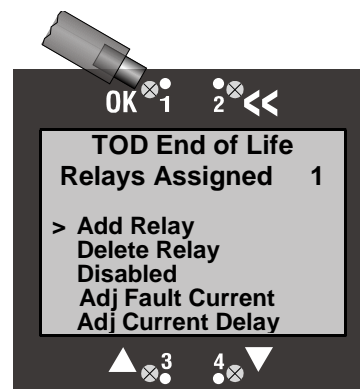 OK 1 2 <<
TOD End of Life
Relays Assigned 1
> Add Relay
Delete Relay
Disabled
Adj Fault Current
Adj Current Delay
3 4